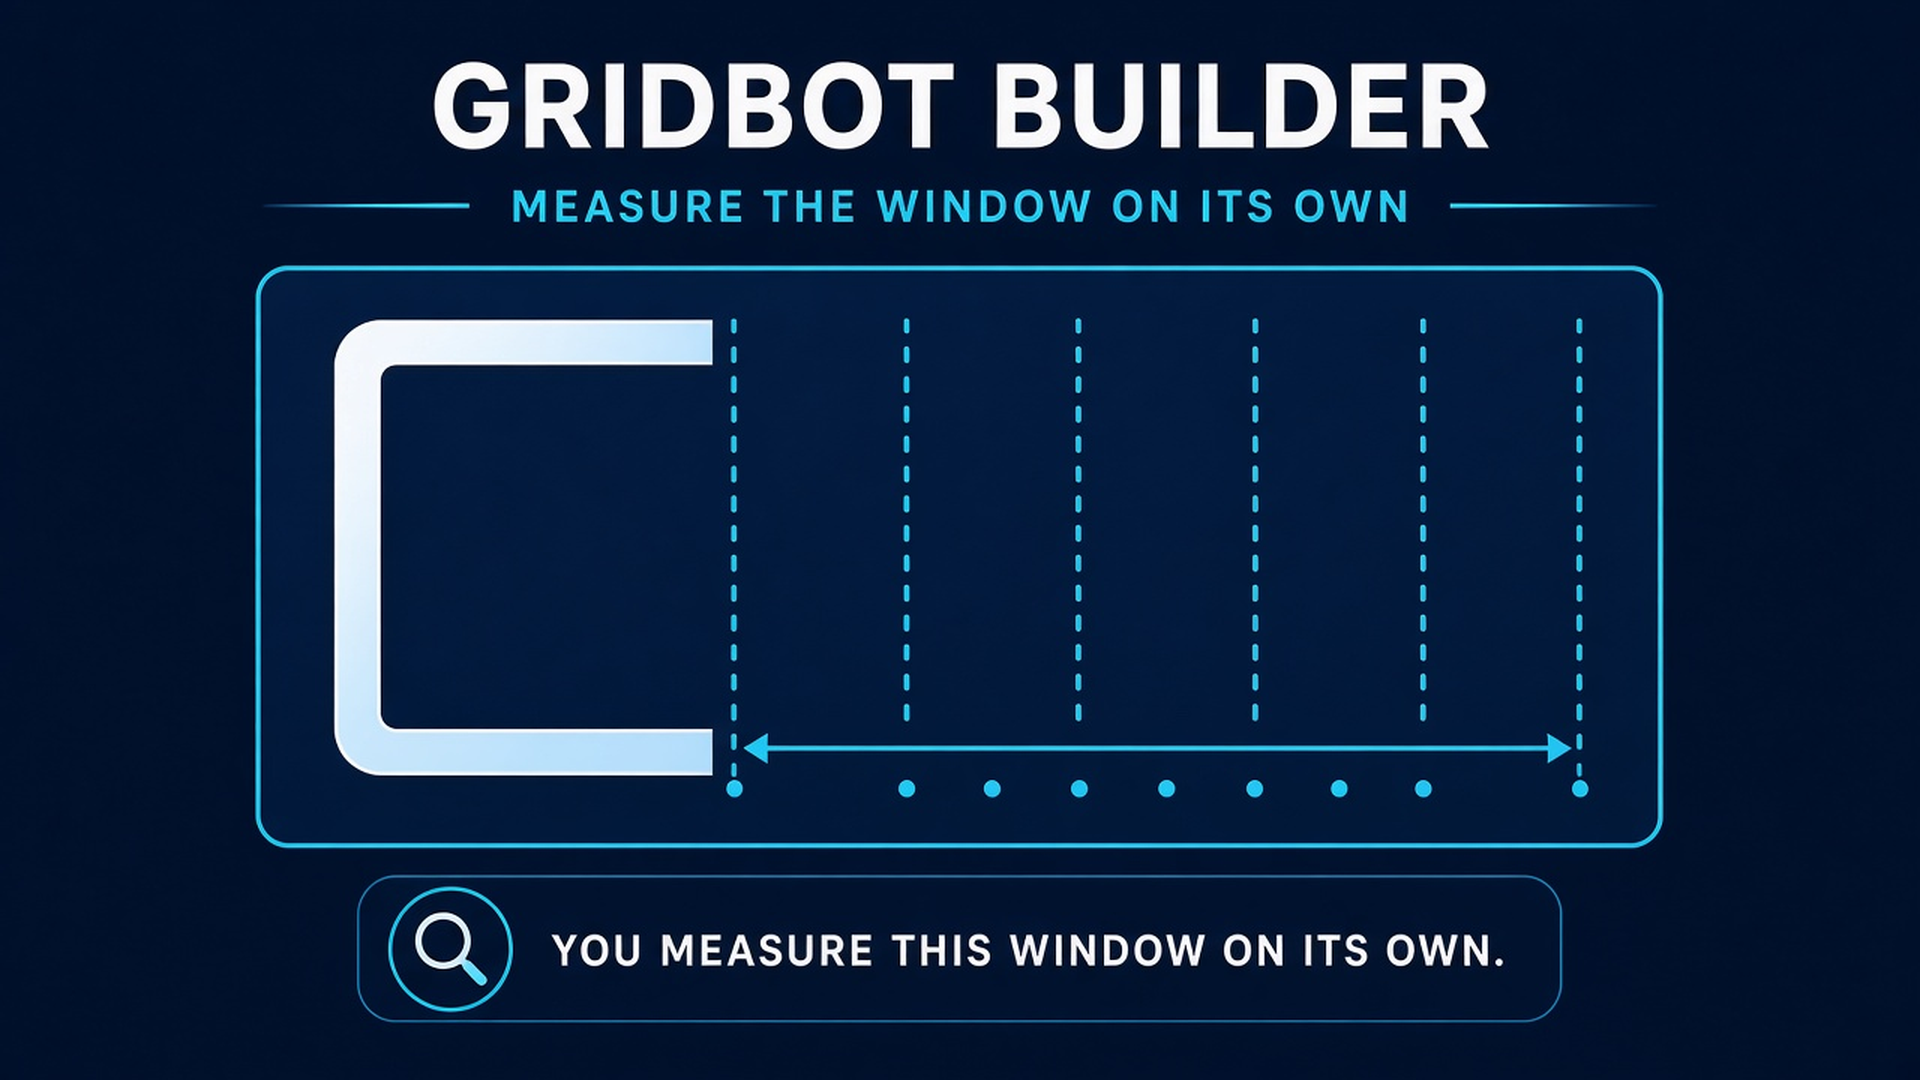 GRIDBOT BUILDER
MEASURE THE WINDOW ON ITS OWN
YOU MEASURE THIS WINDOW ON ITS OWN.